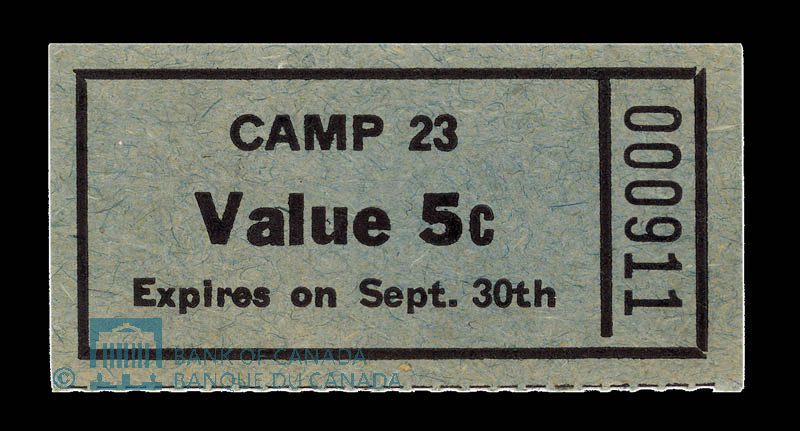 CAMP 23
Value 5c
Expires on Sept. 30th
000911
BANK OF CANADA
© BANQUE DU CANADA